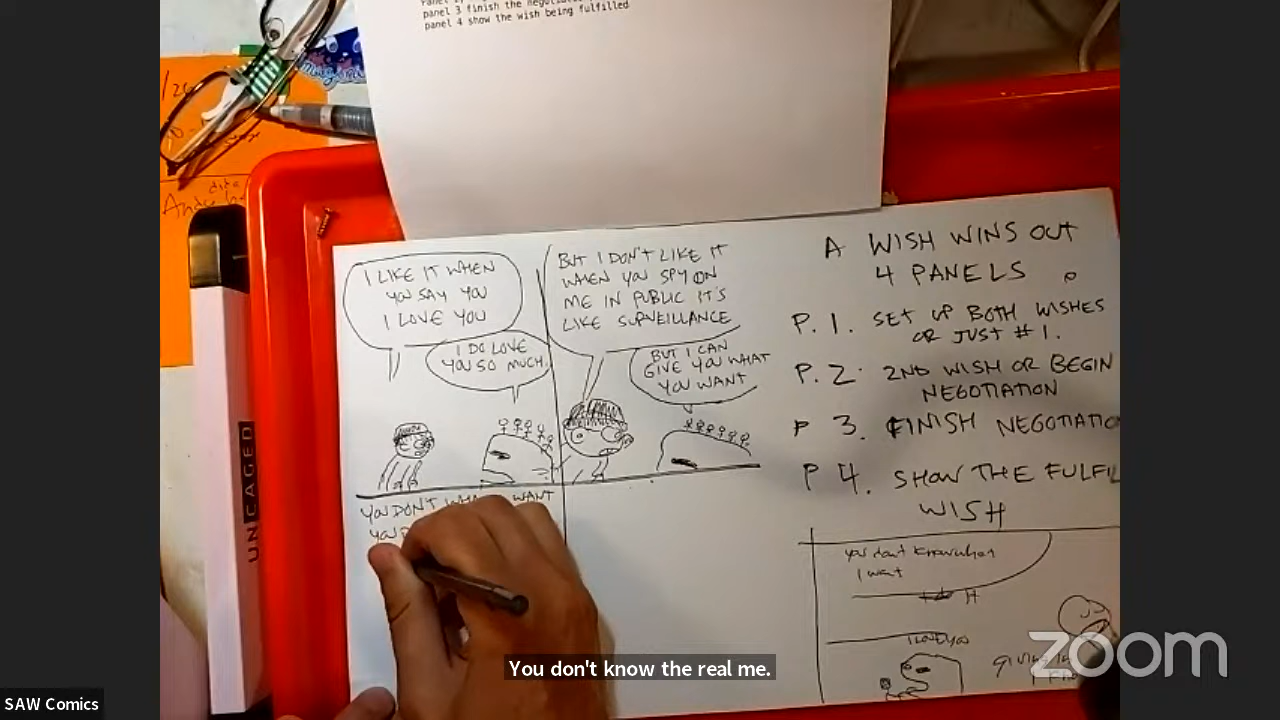 panel 3 finish the
panel 4 show the wish being fulfilled
I LIKE IT WHEN
YOU SAY YOU
I LOVE YOU
I DO LOVE
YOU SO MUCH.
BUT I DON'T LIKE IT
WHEN YOU SPY ON
ME IN PUBLIC IT'S
LIKE SURVEILLANCE
BUT I CAN
GIVE YOU WHAT
YOU WANT
YOU DON'T WANT
A WISH WINS OUT
4 PANELS
P. 1. SET UP BOTH WISHES
OR JUST #1.
P. 2. 2ND WISH OR BEGIN
NEGOTIATION
P 3. FINISH NEGOTIATIO
P 4. SHOW THE FULFIL
WISH
you don't know what
I want
I love you
UNCAGED
You don't know the real me.
zoom
SAW Comics